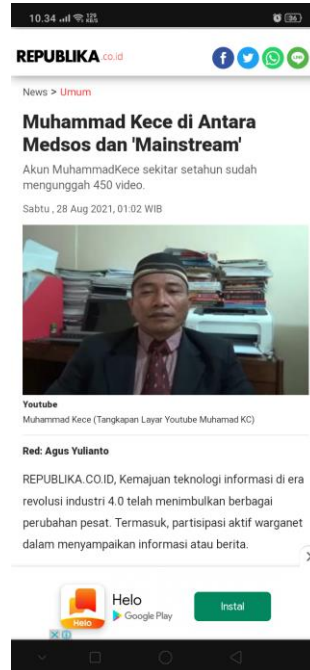 10.34
36
REPUBLIKA.co.id
News > Umum
Muhammad Kece di Antara
Medsos dan 'Mainstream'
Akun MuhammadKece sekitar setahun sudah
mengunggah 450 video.
Sabtu , 28 Aug 2021, 01:02 WIB
Youtube
Muhammad Kece (Tangkapan Layar Youtube Muhamad KC)
Red: Agus Yulianto
REPUBLIKA.CO.ID, Kemajuan teknologi informasi di era
revolusi industri 4.0 telah menimbulkan berbagai
perubahan pesat. Termasuk, partisipasi aktif warganet
dalam menyampaikan informasi atau berita.
Helo
Helo
Google Play
Instal